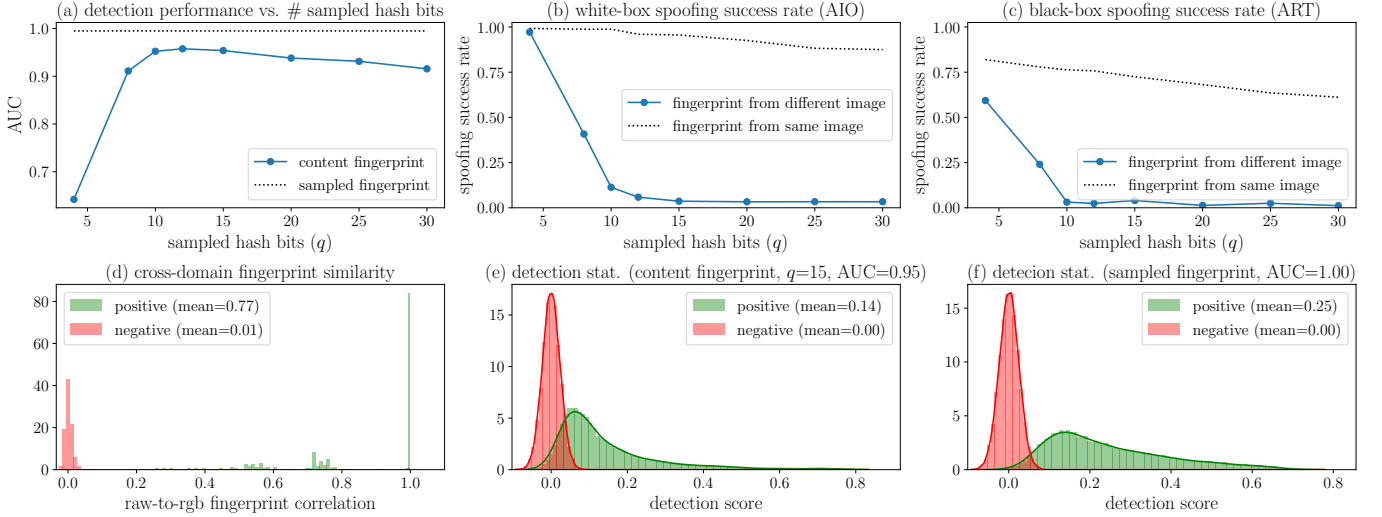 (a) detection performance vs. # sampled hash bits
1.0
0.9
0.8
0.7
AUC
content fingerprint
sampled fingerprint
5
10
15
20
25
30
sampled hash bits (q)
(b) white-box spoofing success rate (AIO)
1.00
0.75
0.50
0.25
0.00
spoofing success rate
fingerprint from different image
fingerprint from same image
5
10
15
20
25
30
sampled hash bits (q)
(c) black-box spoofing success rate (ART)
1.00
0.75
0.50
0.25
0.00
spoofing success rate
fingerprint from different image
fingerprint from same image
5
10
15
20
25
30
sampled hash bits (q)
(d) cross-domain fingerprint similarity
80
60
40
20
0
positive (mean=0.77)
negative (mean=0.01)
0.0
0.2
0.4
0.6
0.8
1.0
raw-to-rgb fingerprint correlation
(e) detection stat. (content fingerprint, q=15, AUC=0.95)
15
10
5
0
positive (mean=0.14)
negative (mean=0.00)
0.0
0.2
0.4
0.6
0.8
detection score
(f) detecion stat. (sampled fingerprint, AUC=1.00)
15
10
5
0
positive (mean=0.25)
negative (mean=0.00)
0.0
0.2
0.4
0.6
0.8
detection score